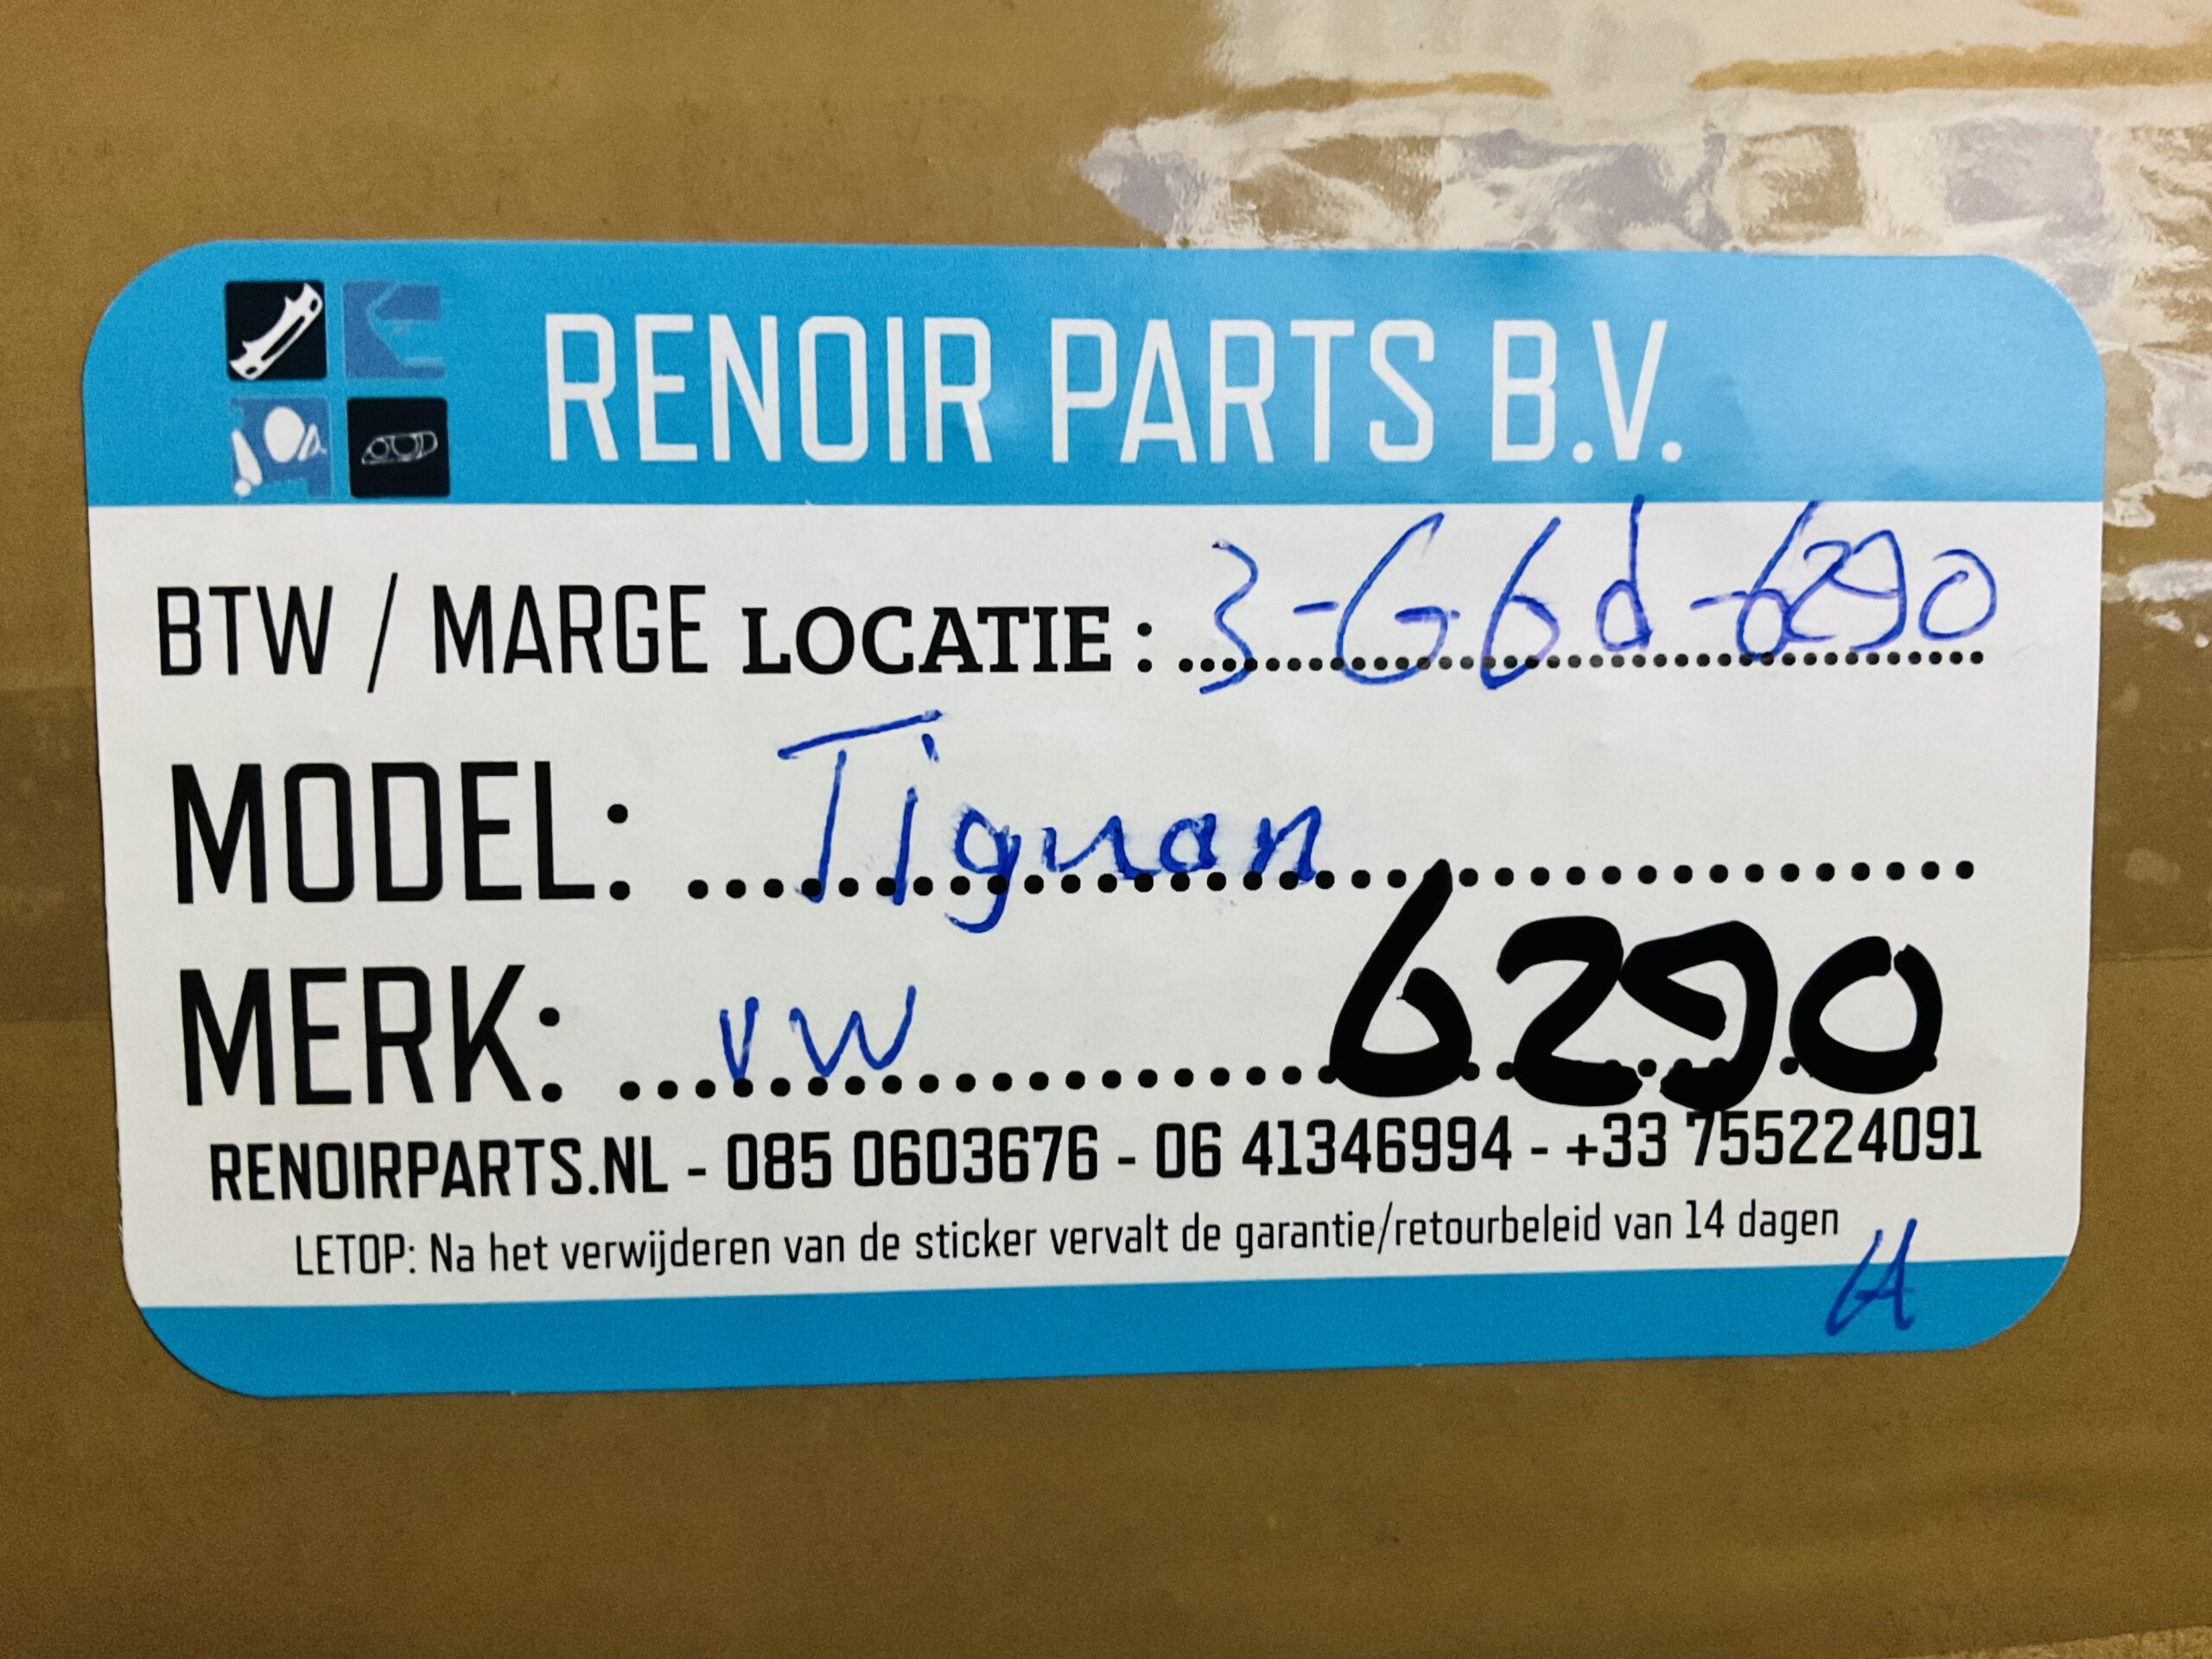 RENOIR PARTS B.V.
BTW / MARGE LOCATIE : 3-G6d-6290
MODEL: Tiguan
MERK: VW 6290
RENOIRPARTS.NL - 085 0603676 - 06 41346994 - +33 755224091
LETOP: Na het verwijderen van de sticker vervalt de garantie/retourbeleid van 14 dagen